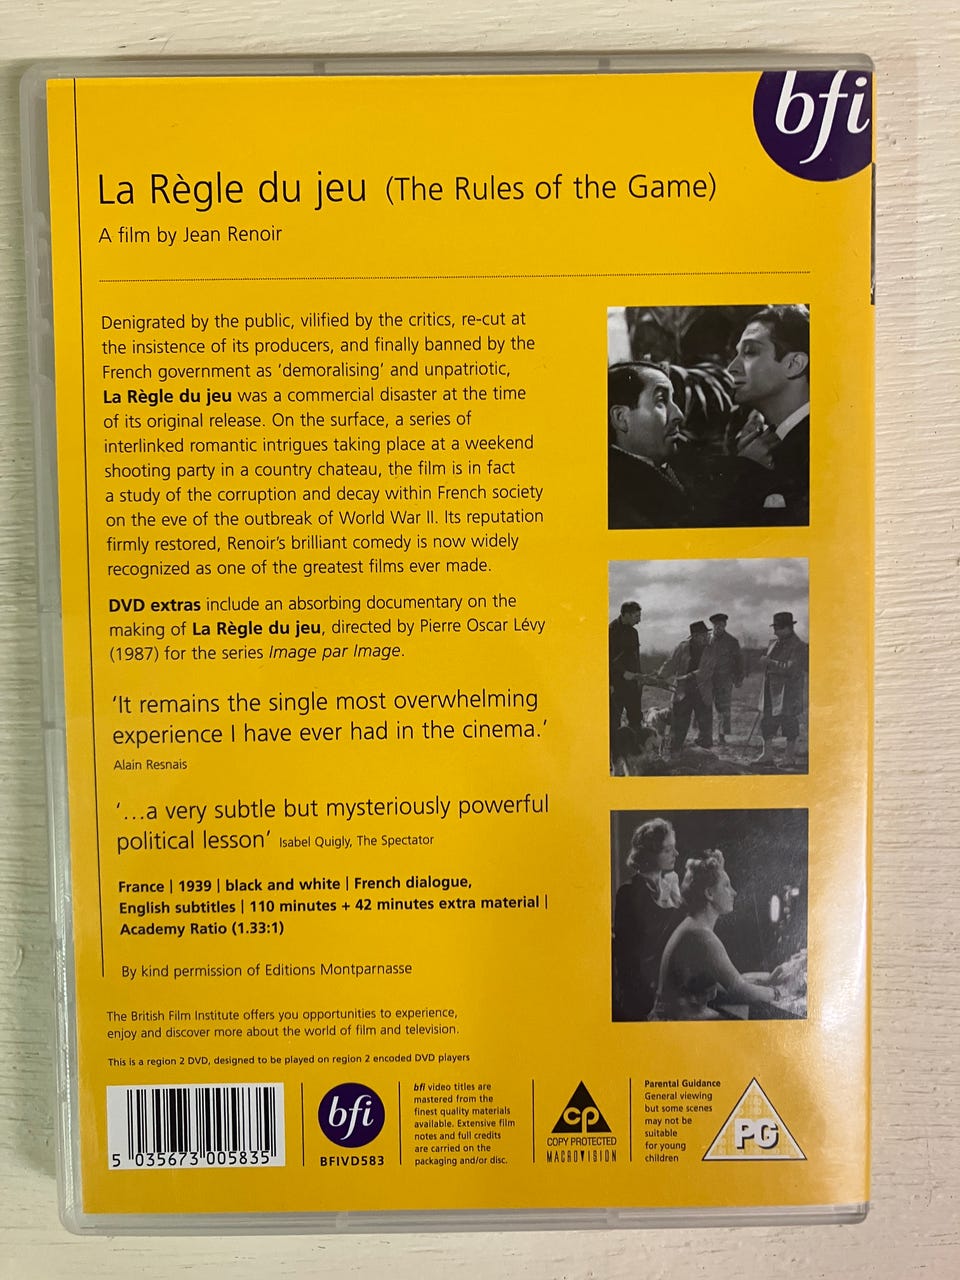 bfi
La Règle du jeu (The Rules of the Game)
A film by Jean Renoir
Denigrated by the public, vilified by the critics, re-cut at
the insistence of its producers, and finally banned by the
French government as ‘demoralising’ and unpatriotic,
La Règle du jeu was a commercial disaster at the time
of its original release. On the surface, a series of
interlinked romantic intrigues taking place at a weekend
shooting party in a country chateau, the film is in fact
a study of the corruption and decay within French society
on the eve of the outbreak of World War II. Its reputation
firmly restored, Renoir’s brilliant comedy is now widely
recognized as one of the greatest films ever made.
DVD extras include an absorbing documentary on the
making of La Règle du jeu, directed by Pierre Oscar Lévy
(1987) for the series Image par Image.
‘It remains the single most overwhelming
experience I have ever had in the cinema.’
Alain Resnais
‘...a very subtle but mysteriously powerful
political lesson’ Isabel Quigly, The Spectator
France | 1939 | black and white | French dialogue,
English subtitles | 110 minutes + 42 minutes extra material |
Academy Ratio (1.33:1)
By kind permission of Editions Montparnasse
The British Film Institute offers you opportunities to experience,
enjoy and discover more about the world of film and television.
This is a region 2 DVD, designed to be played on region 2 encoded DVD players
5 035673 005835
bfi
BFIVD583
bfi video titles are
mastered from the
finest quality materials
available. Extensive film
notes and full credits
are carried on the
packaging and/or disc.
cp
COPY PROTECTED
MACROVISION
Parental Guidance
General viewing
but some scenes
may not be
suitable
for young
children
PG